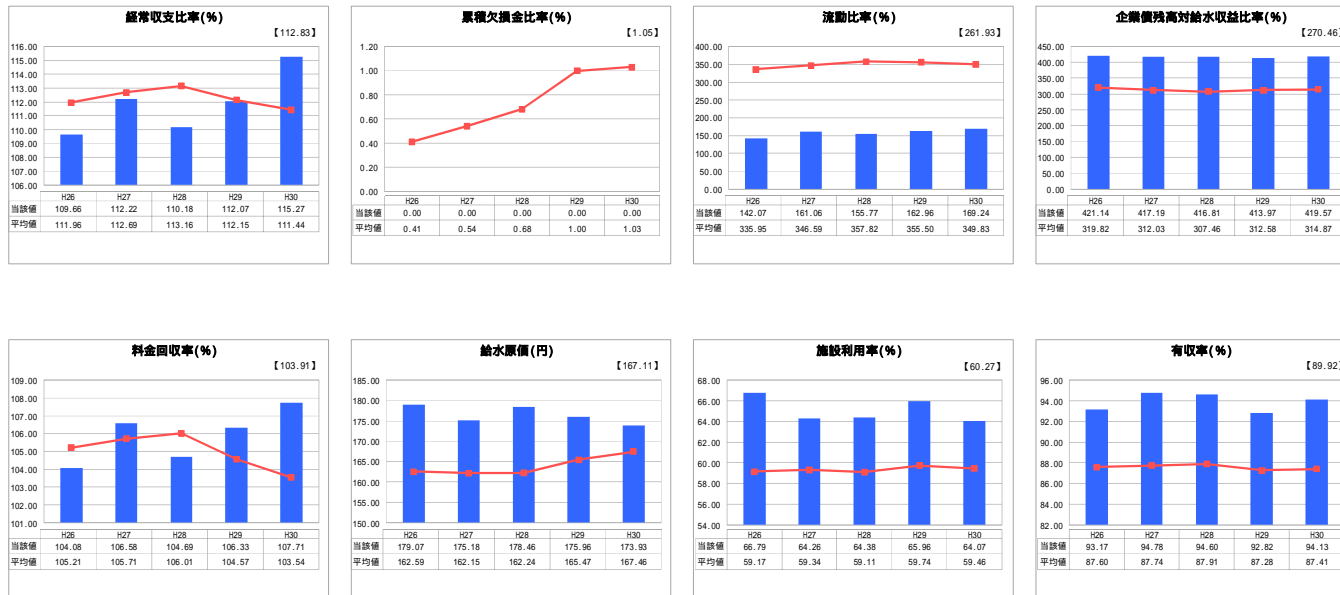 経常収支比率(%)
【112.83】
116.00
115.00
114.00
113.00
112.00
111.00
110.00
109.00
108.00
107.00
106.00
H26 H27 H28 H29 H30
当該値 109.66 112.22 110.18 112.07 115.27
平均値 111.96 112.69 113.16 112.15 111.44
累積欠損金比率(%)
【1.05】
1.20
1.00
0.80
0.60
0.40
0.20
0.00
H26 H27 H28 H29 H30
当該値 0.00 0.00 0.00 0.00 0.00
平均値 0.41 0.54 0.68 1.00 1.03
流動比率(%)
【261.93】
400.00
350.00
300.00
250.00
200.00
150.00
100.00
50.00
0.00
H26 H27 H28 H29 H30
当該値 142.07 161.06 155.77 162.96 169.24
平均値 335.95 346.59 357.82 355.50 349.83
企業債残高対給水収益比率(%)
【270.46】
450.00
400.00
350.00
300.00
250.00
200.00
150.00
100.00
50.00
0.00
H26 H27 H28 H29 H30
当該値 421.14 417.19 416.81 413.97 419.57
平均値 319.82 312.03 307.46 312.58 314.87
料金回収率(%)
【103.91】
109.00
108.00
107.00
106.00
105.00
104.00
103.00
102.00
101.00
H26 H27 H28 H29 H30
当該値 104.08 106.58 104.69 106.33 107.71
平均値 105.21 105.71 106.01 104.57 103.54
給水原価(円)
【167.11】
185.00
180.00
175.00
170.00
165.00
160.00
155.00
150.00
H26 H27 H28 H29 H30
当該値 179.07 175.18 178.46 175.96 173.93
平均値 162.59 162.15 162.24 165.47 167.46
施設利用率(%)
【60.27】
68.00
66.00
64.00
62.00
60.00
58.00
56.00
54.00
H26 H27 H28 H29 H30
当該値 66.79 64.26 64.38 65.96 64.07
平均値 59.17 59.34 59.11 59.74 59.46
有収率(%)
【89.92】
96.00
94.00
92.00
90.00
88.00
86.00
84.00
82.00
H26 H27 H28 H29 H30
当該値 93.17 94.78 94.60 92.82 94.13
平均値 87.60 87.74 87.91 87.28 87.41